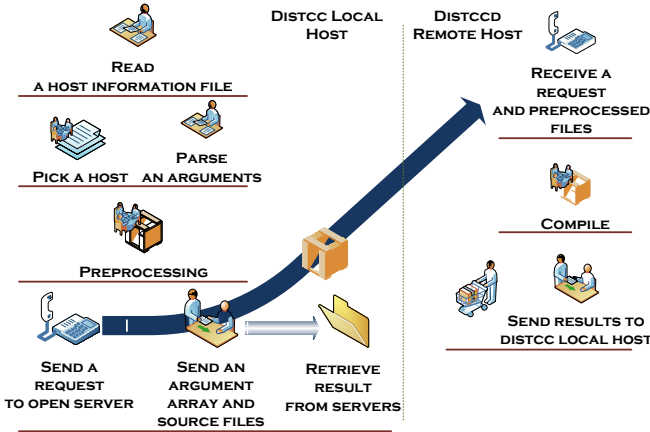 DISTCC LOCAL
HOST
DISTCCD
REMOTE HOST
READ
A HOST INFORMATION FILE
PICK A HOST
PARSE
AN ARGUMENTS
PREPROCESSING
SEND A
REQUEST
TO OPEN SERVER
SEND AN
ARGUMENT
ARRAY AND
SOURCE FILES
RETRIEVE
RESULT
FROM SERVERS
RECEIVE A
REQUEST
AND PREPROCESSED
FILES
COMPILE
SEND RESULTS TO
DISTCC LOCAL HOST